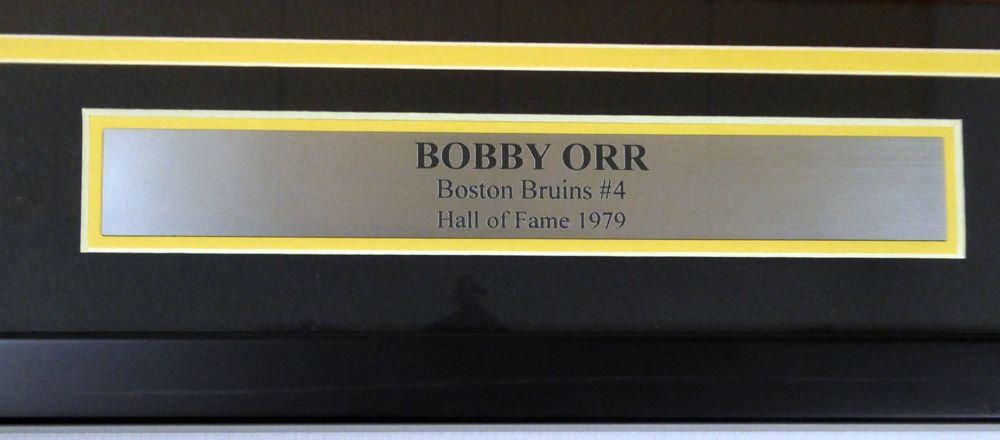 BOBBY ORR
Boston Bruins #4
Hall of Fame 1979